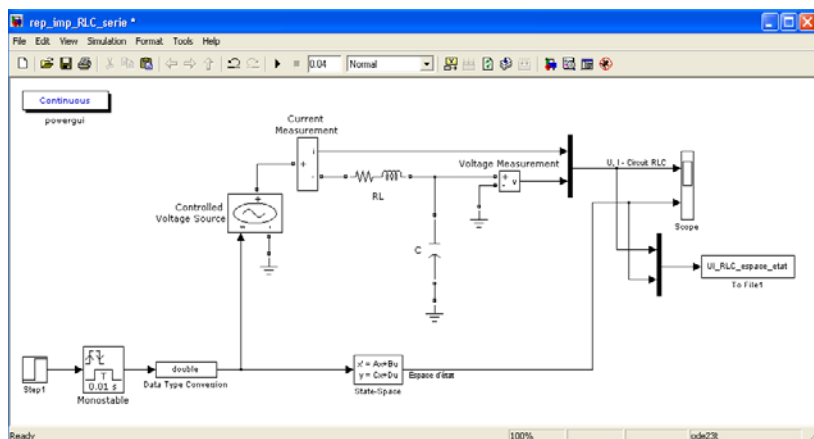 rep_imp_RLC_serie *
File Edit View Simulation Format Tools Help
0.04 Normal
Continuous
powergui
Current
Measurement
i
+
-
RL
Voltage Measurement
+
-
v
U, I - Circuit RLC
Scope
Controlled
Voltage Source
+
C
UI_RLC_espace_etat
To File1
Step1
T
0.01 s
Monostable
double
Data Type Conversion
x' = Ax+Bu
y = Cx+Du
State-Space
Espace d'état
Ready 100% ode23t